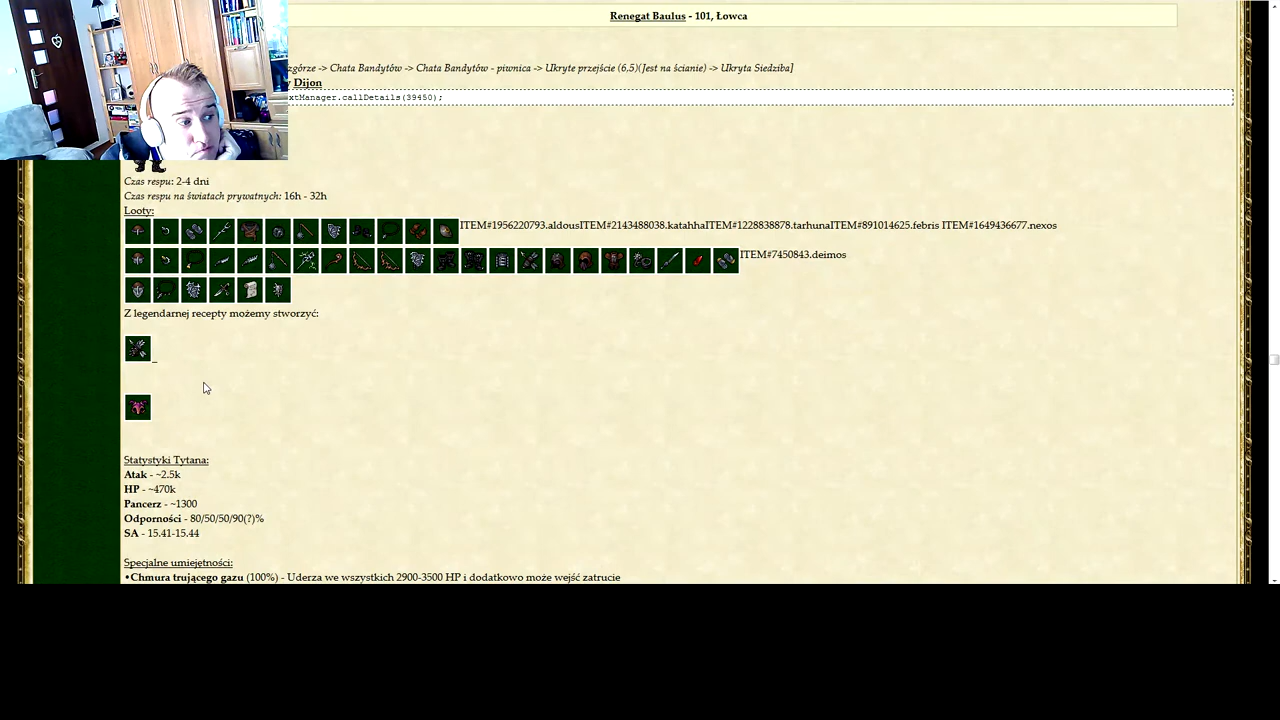 Renegat Baulus - 101, Łowca
zgórze -> Chata Bandytów -> Chata Bandytów - piwnica -> Ukryte przejście (6,5)(Jest na ścianie) -> Ukryta Siedziba]
y Dijon
xtManager.callDetails(39450);
Czas respu: 2-4 dni
Czas respu na światach prywatnych: 16h - 32h
Looty:
ITEM#1956220793.aldousITEM#2143488038.katahhaITEM#1228838878.tarhunaITEM#891014625.febris ITEM#1649436677.nexos
ITEM#7450843.deimos
Z legendarnej recepty możemy stworzyć:
Statystyki Tytana:
Atak - ~2.5k
HP - ~470k
Pancerz - ~1300
Odporności - 80/50/50/90(?)%
SA - 15.41-15.44
Specjalne umiejętności:
•Chmura trującego gazu (100%) - Uderza we wszystkich 2900-3500 HP i dodatkowo może wejść zatrucie